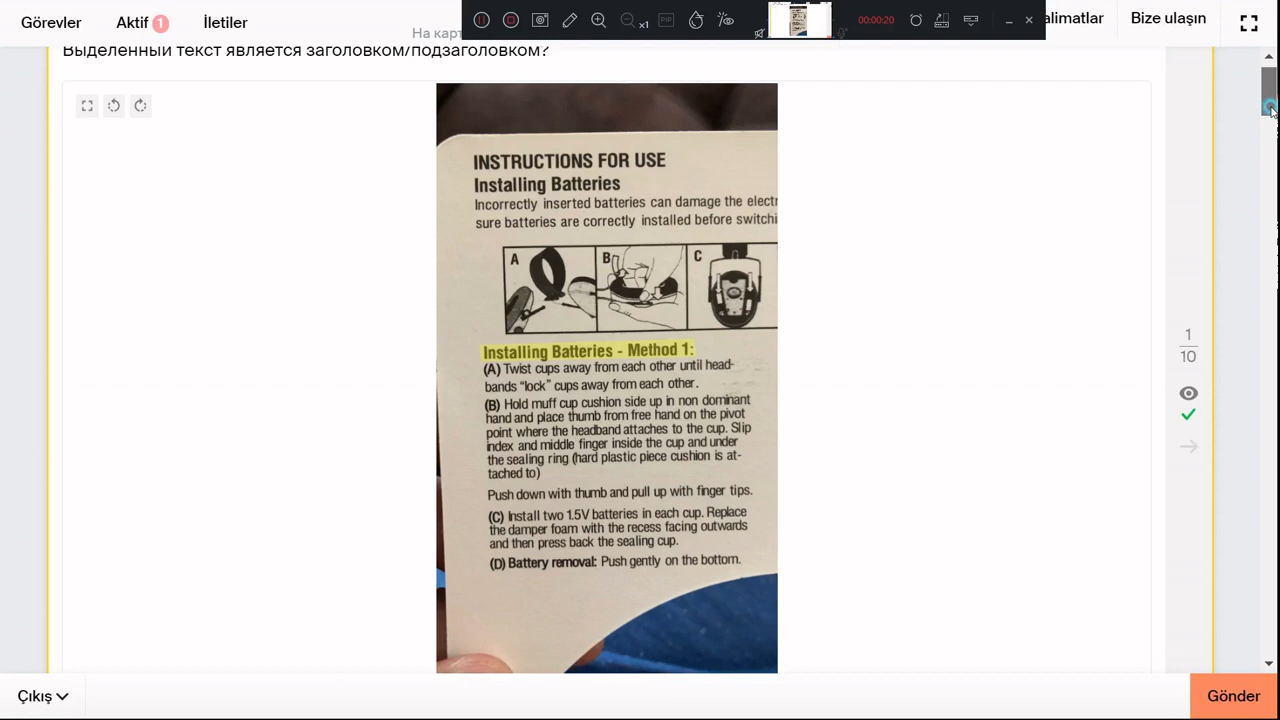 Görevler
Aktif 1
İletiler
x1
PIP
00:00:20
alimatlar
Bize ulaşın
На карт
Выделенный текст является заголовком/подзаголовком?
INSTRUCTIONS FOR USE
Installing Batteries
Incorrectly inserted batteries can damage the electr
sure batteries are correctly installed before switchi
A
B
C
Installing Batteries - Method 1:
(A) Twist cups away from each other until head-
bands “lock” cups away from each other.
(B) Hold muff cup cushion side up in non dominant
hand and place thumb from free hand on the pivot
point where the headband attaches to the cup. Slip
index and middle finger inside the cup and under
the sealing ring (hard plastic piece cushion is at-
tached to)
Push down with thumb and pull up with finger tips.
(C) Install two 1.5V batteries in each cup. Replace
the damper foam with the recess facing outwards
and then press back the sealing cup.
(D) Battery removal: Push gently on the bottom.
1
10
Çıkış
Gönder